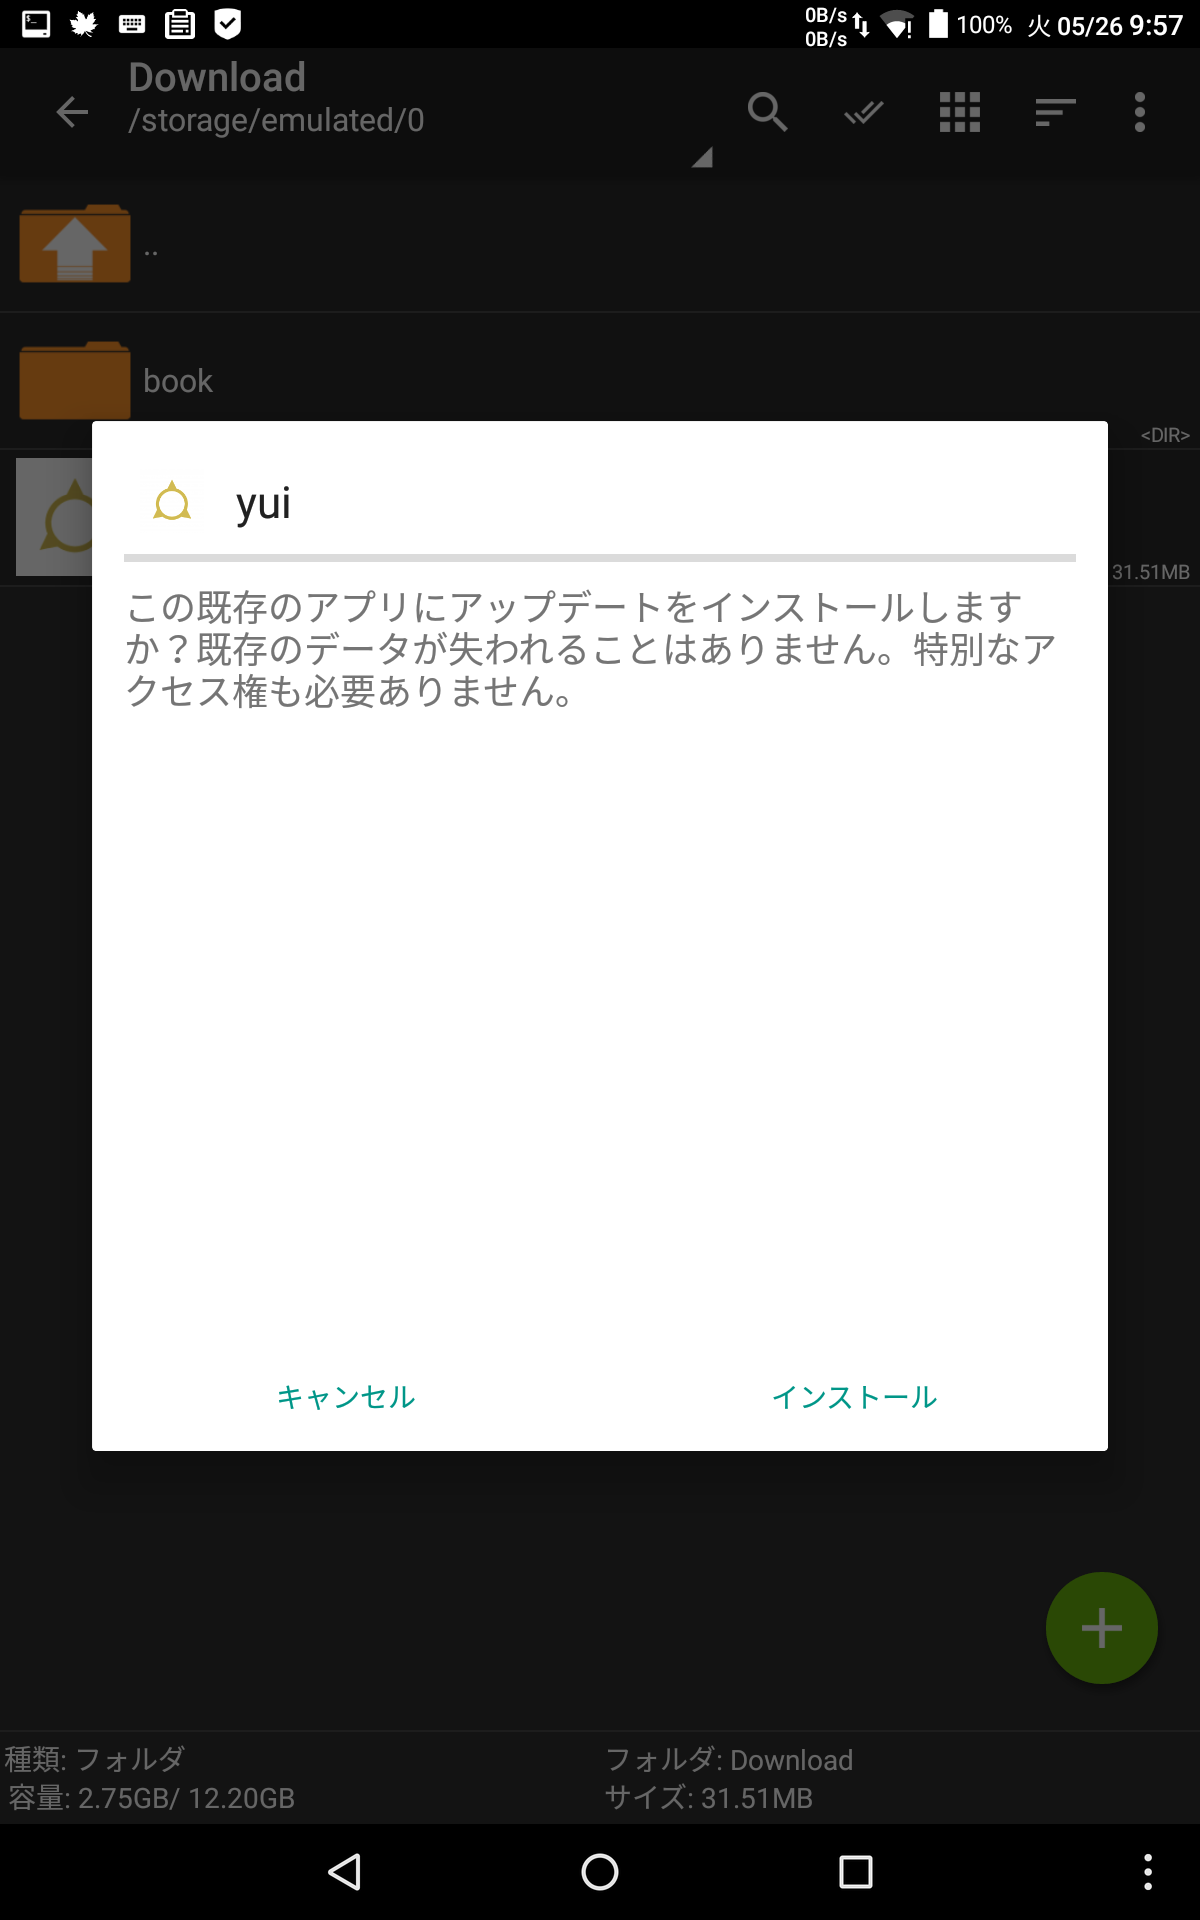 0B/s
0B/s
100% 火 05/26 9:57
Download
/storage/emulated/0
..
book
<DIR>
31.51MB
yui
この既存のアプリにアップデートをインストールします
か？既存のデータが失われることはありません。特別なア
クセス権も必要ありません。
キャンセル インストール
種類: フォルダ フォルダ: Download
容量: 2.75GB/ 12.20GB サイズ: 31.51MB